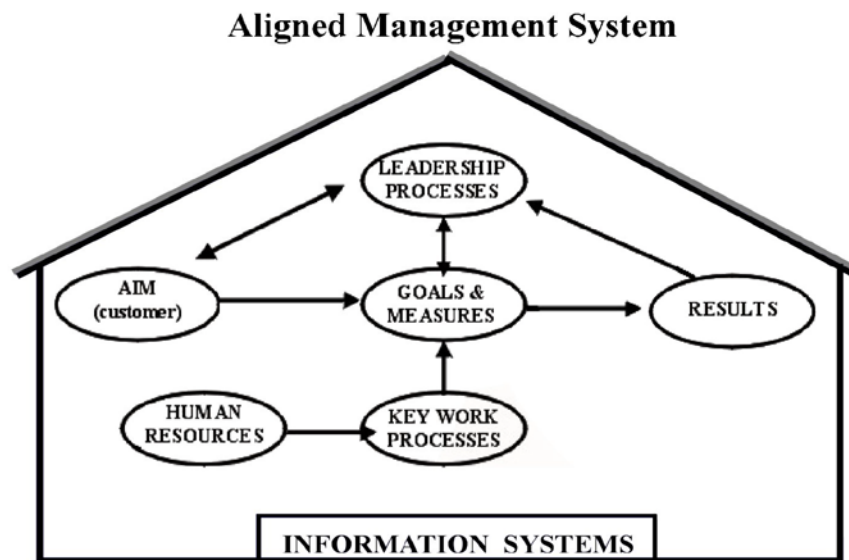 Aligned Management System
LEADERSHIP
PROCESSES
AIM
(customer)
GOALS &
MEASURES
RESULTS
HUMAN
RESOURCES
KEY WORK
PROCESSES
INFORMATION SYSTEMS